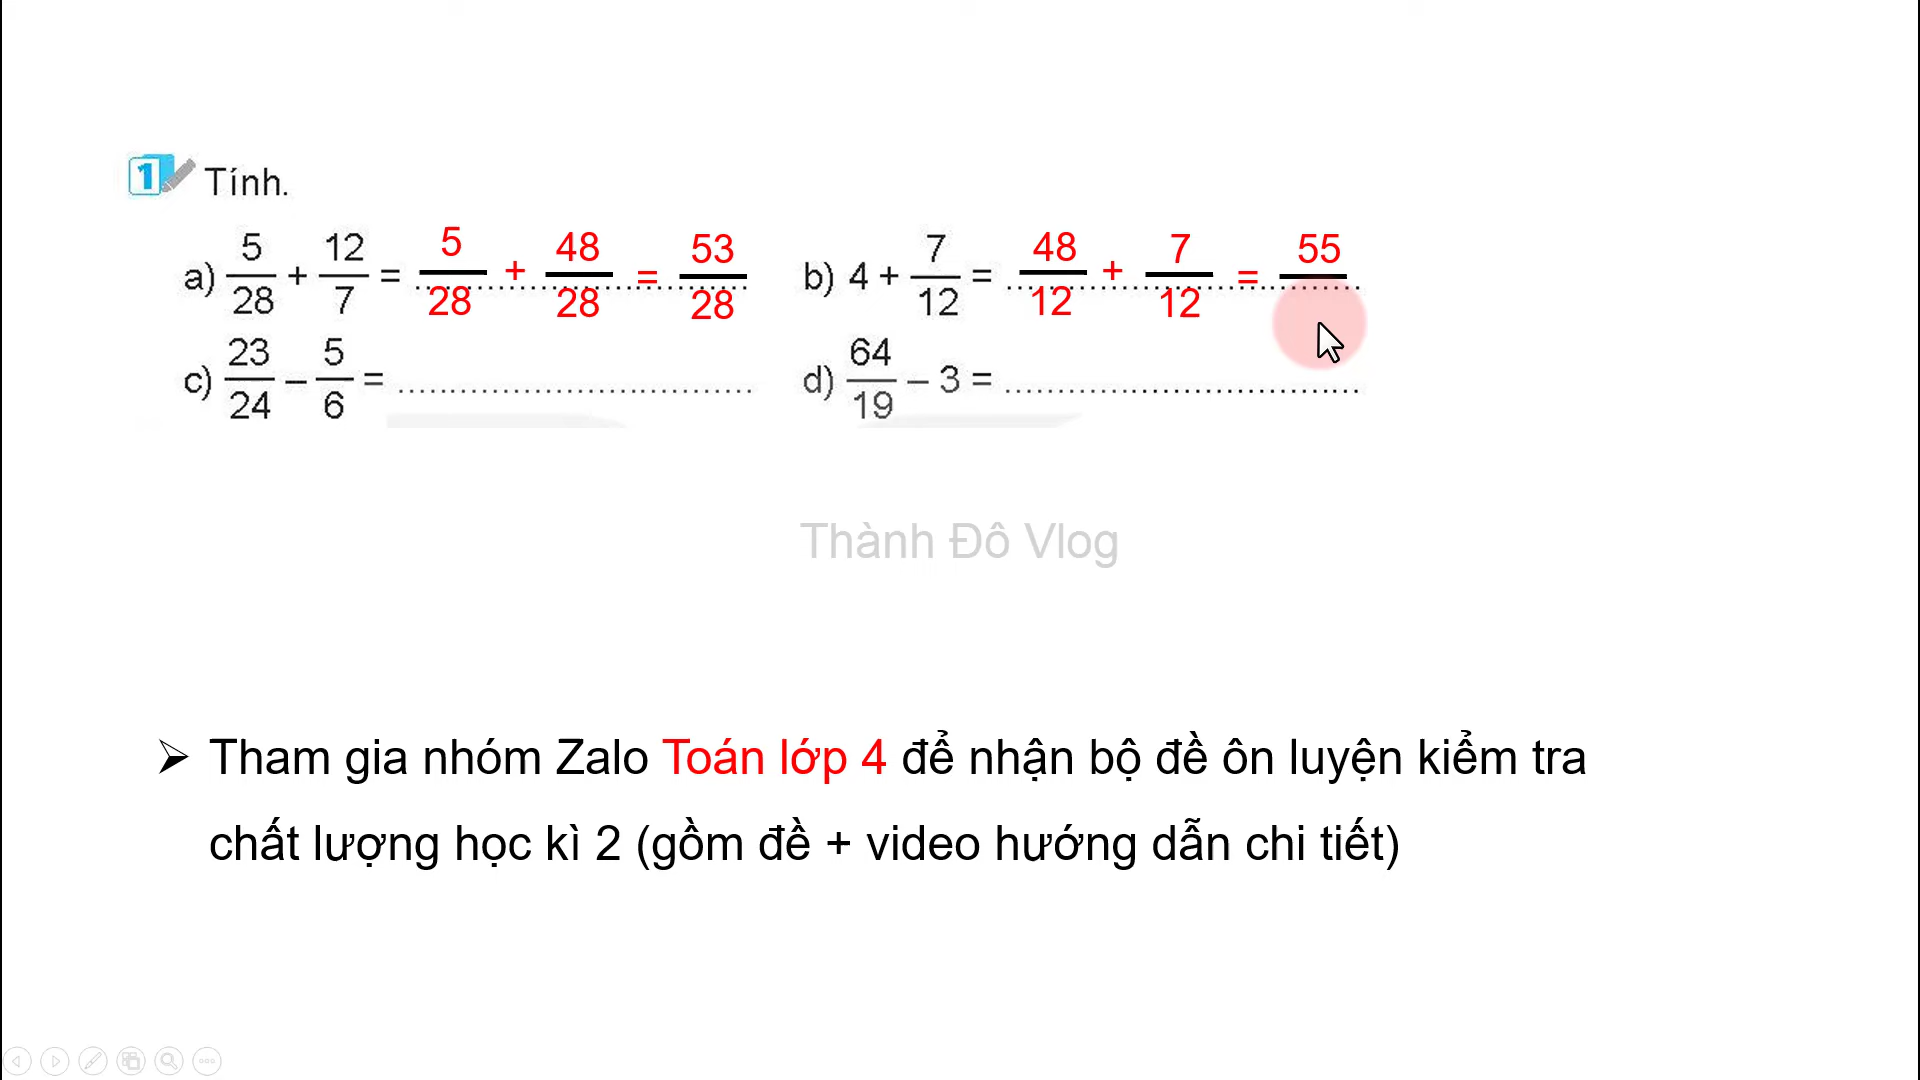 1 Tính.
a) 5/28 + 12/7 = 5/28 + 48/28 = 53/28
b) 4 + 7/12 = 48/12 + 7/12 = 55
c) 23/24 – 5/6 = ..................................
d) 64/19 – 3 = ..................................
Thành Đô Vlog
➢ Tham gia nhóm Zalo Toán lớp 4 để nhận bộ đề ôn luyện kiểm tra
chất lượng học kì 2 (gồm đề + video hướng dẫn chi tiết)